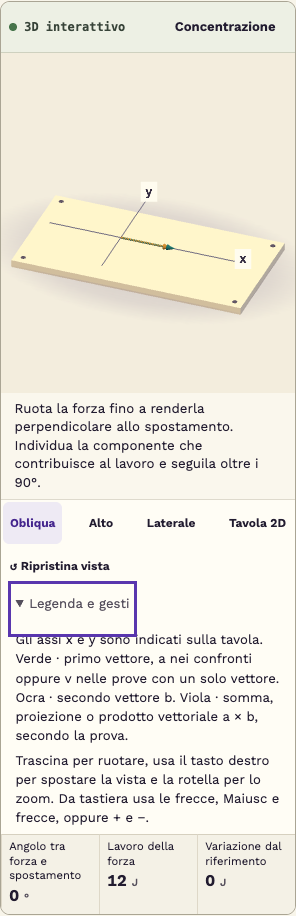 3D interattivo
Concentrazione
y
x
Ruota la forza fino a renderla
perpendicolare allo spostamento.
Individua la componente che
contribuisce al lavoro e seguila oltre i
90°.
Obliqua Alto Laterale Tavola 2D
↺ Ripristina vista
▼ Legenda e gesti
Gli assi x e y sono indicati sulla tavola.
Verde · primo vettore, a nei confronti
oppure v nelle prove con un solo vettore.
Ocra · secondo vettore b. Viola · somma,
proiezione o prodotto vettoriale a × b,
secondo la prova.
Trascina per ruotare, usa il tasto destro
per spostare la vista e la rotella per lo
zoom. Da tastiera usa le frecce, Maiusc e
frecce, oppure + e −.
Angolo tra
forza e
spostamento
0 °
Lavoro della
forza
12 J
Variazione dal
riferimento
0 J